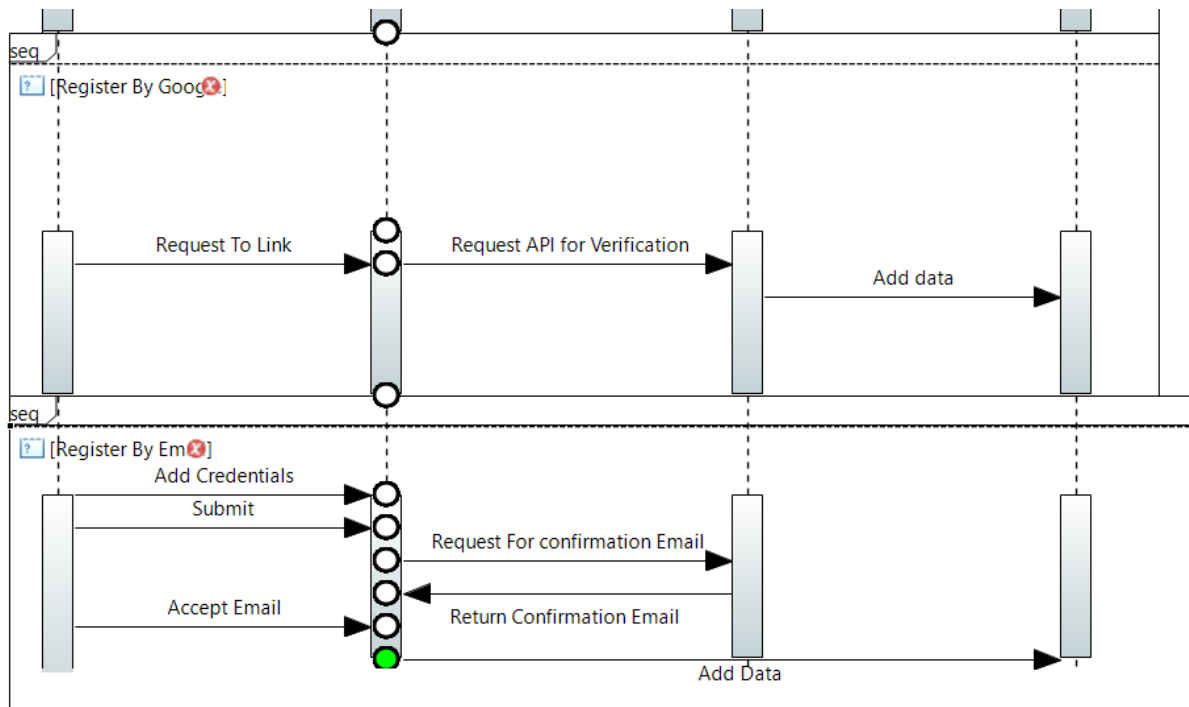 seq
[Register By Goog]
Request To Link
Request API for Verification
Add data
seq
[Register By Em]
Add Credentials
Submit
Request For confirmation Email
Accept Email
Return Confirmation Email
Add Data